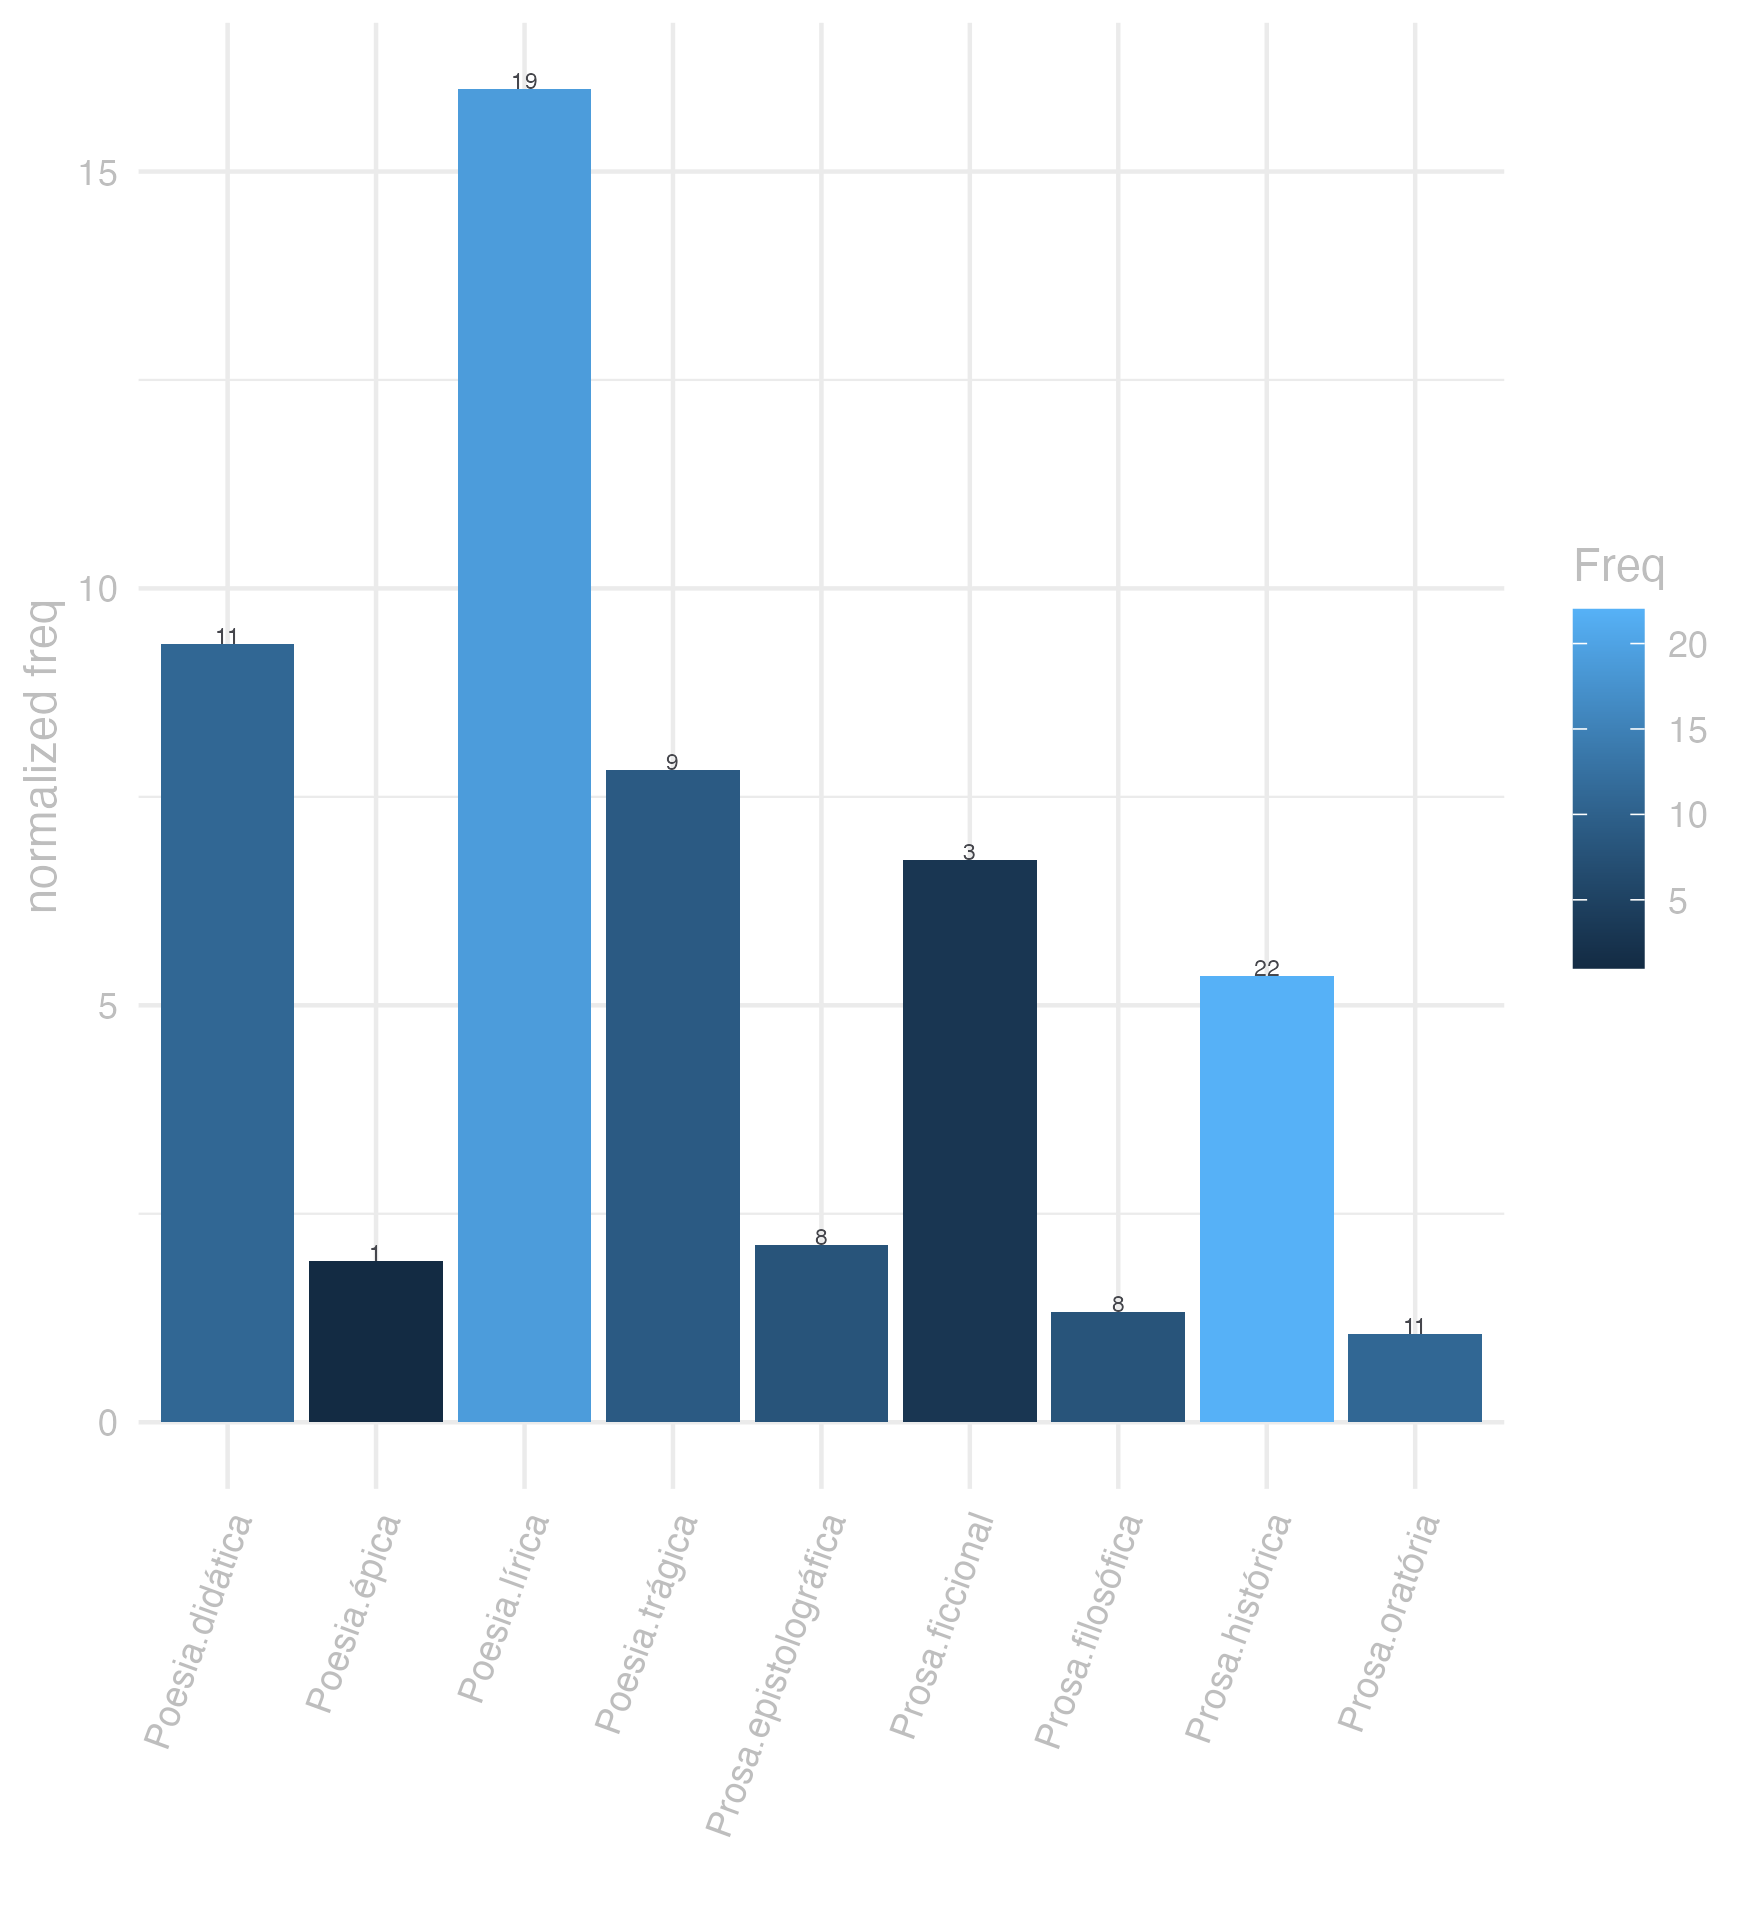 normalized freq
15
10
5
0
19
11
9
3
22
8
1
8
11
Poesia.didática
Poesia.épica
Poesia.lírica
Poesia.trágica
Prosa.epistolográfica
Prosa.ficcional
Prosa.filosófica
Prosa.histórica
Prosa.oratória
Freq
20
15
10
5